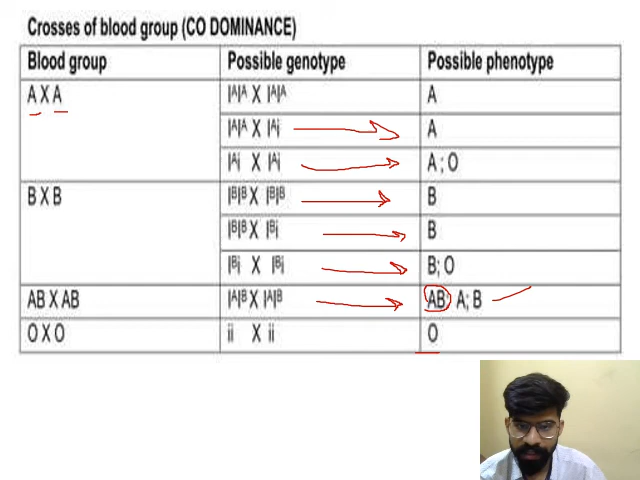 Crosses of blood group (CO DOMINANCE)
Blood group Possible genotype Possible phenotype
A X A IᴬIᴬ X IᴬIᴬ A
IᴬIᴬ X Iᴬi A
Iᴬi X Iᴬi A ; O
B X B IᴮIᴮ X IᴮIᴮ B
IᴮIᴮ X Iᴮi B
Iᴮi X Iᴮi B; O
AB X AB IᴬIᴮ X IᴬIᴮ AB; A; B
O X O ii X ii O